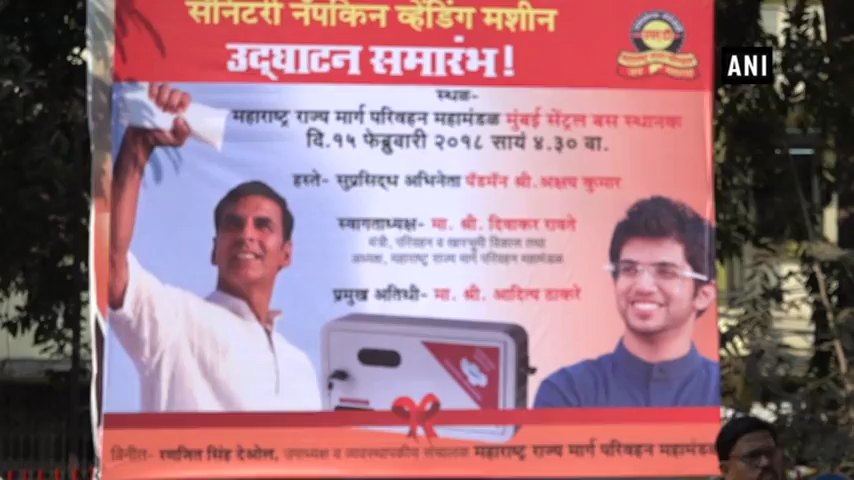 सॅनिटरी नॅपकिन व्हेंडिंग मशीन
उद्घाटन समारंभ!
ANI
स्थळ-
महाराष्ट्र राज्य मार्ग परिवहन महामंडळ मुंबई सेंट्रल बस स्थानक
दि.१५ फेब्रुवारी २०१८ सायं ४.३० वा.
हस्ते- सुप्रसिद्ध अभिनेता पॅडमॅन श्री.अक्षय कुमार
स्वागताध्यक्ष- मा. श्री. दिवाकर रावते
मंत्री, परिवहन व खारभूमी विकास तथा
अध्यक्ष, महाराष्ट्र राज्य मार्ग परिवहन महामंडळ
प्रमुख अतिथी- मा. श्री. आदित्य ठाकरे
विनीत- रणजित सिंह देओल, उपाध्यक्ष व व्यवस्थापकीय संचालक महाराष्ट्र राज्य मार्ग परिवहन महामंडळ